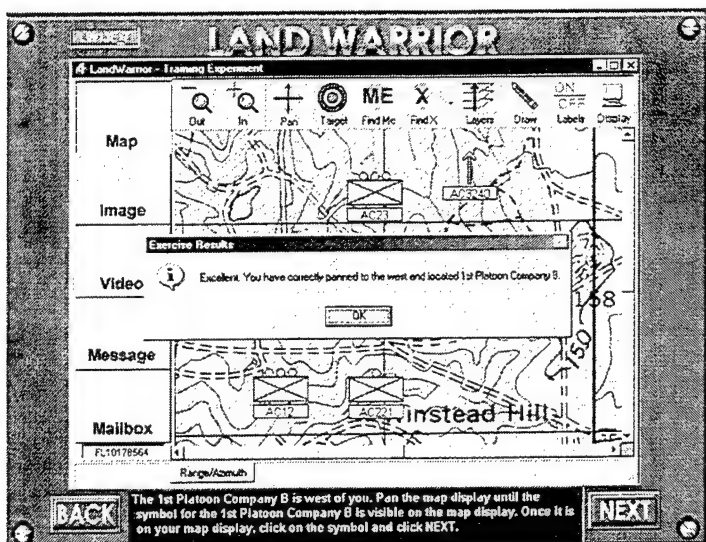 LAND WARRIOR
LandWarrior - Training Experiment
Out In Pan Target ME Find Me X Find X Layers Draw ON OFF Labels Display
Map
Image
Video
Message
Mailbox
AC23
Exercise Results
Excellent. You have correctly panned to the west and located 1st Platoon Company B.
OK
158
150
AC12
AC221
instead Hill
FL10178564
Range/Azimuth
BACK
The 1st Platoon Company B is west of you. Pan the map display until the
symbol for the 1st Platoon Company B is visible on the map display. Once it is
on your map display, click on the symbol and click NEXT.
NEXT